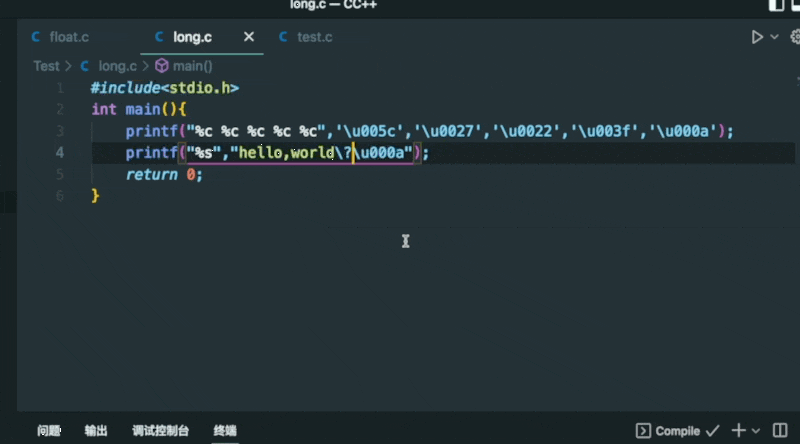 long.c — CC++
float.c long.c × test.c
Test > C long.c > main()
1 #include<stdio.h>
2 int main(){
3 printf("%c %c %c %c %c",'\u005c','\u0027','\u0022','\u003f','\u000a');
4 printf("%s","hello,world\?\u000a");
5 return 0;
6 }
问题 输出 调试控制台 终端 Compile